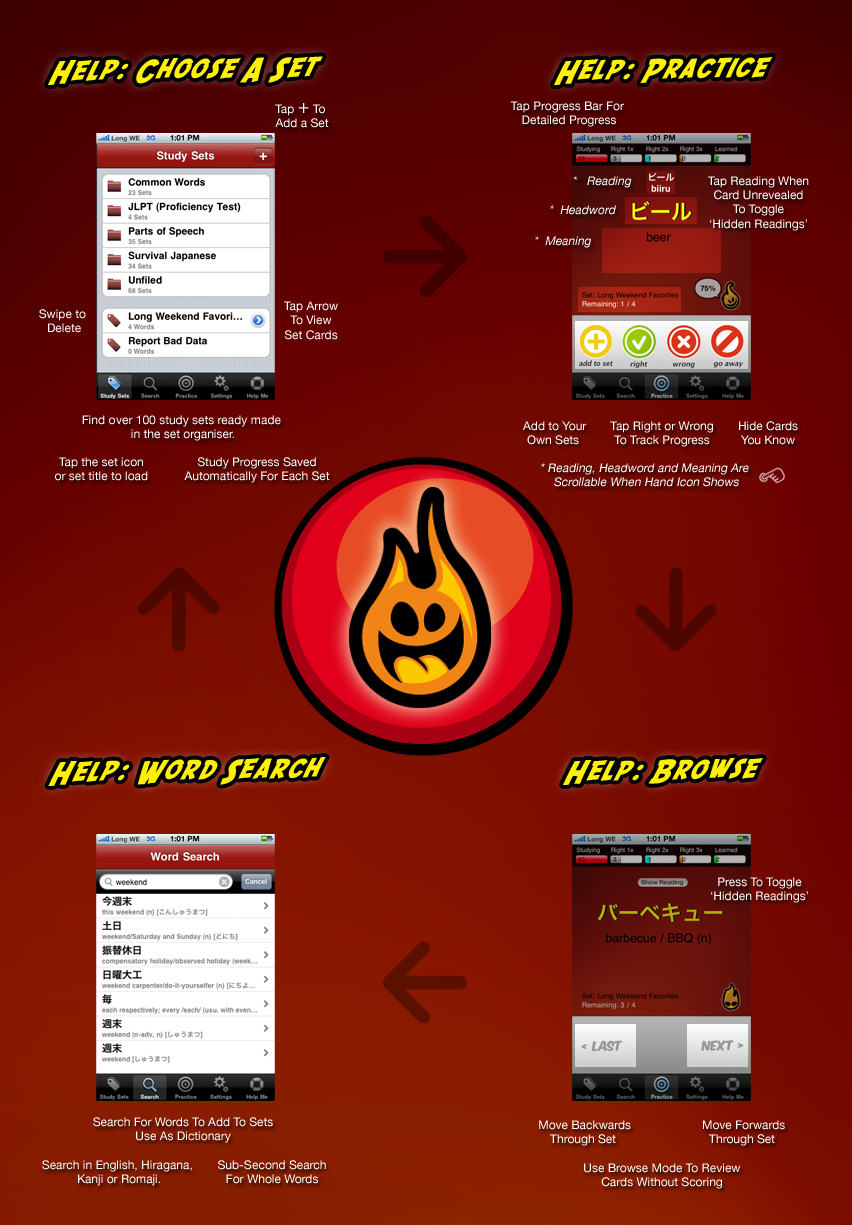 HELP: CHOOSE A SET
Tap + To
Add a Set
Long WE 3G 1:01 PM
Study Sets
+
Common Words
23 Sets
JLPT (Proficiency Test)
4 Sets
Parts of Speech
35 Sets
Survival Japanese
34 Sets
Unfiled
68 Sets
Long Weekend Favori...
4 Words
Report Bad Data
0 Words
Study Sets Search Practice Settings Help Me
Swipe to
Delete
Tap Arrow
To View
Set Cards
Find over 100 study sets ready made
in the set organiser.
Tap the set icon
or set title to load
Study Progress Saved
Automatically For Each Set
HELP: PRACTICE
Tap Progress Bar For
Detailed Progress
Long WE 3G 1:01 PM
Studying Right 1x Right 2x Right 3x Learned
* Reading
ビール
biiru
* Headword
ビール
* Meaning
beer
Tap Reading When
Card Unrevealed
To Toggle
‘Hidden Readings’
75%
Set: Long Weekend Favorites
Remaining: 1 / 4
add to set right wrong go away
Study Sets Search Practice Settings Help Me
Add to Your
Own Sets
Tap Right or Wrong
To Track Progress
Hide Cards
You Know
* Reading, Headword and Meaning Are
Scrollable When Hand Icon Shows
HELP: WORD SEARCH
Long WE 3G 1:01 PM
Word Search
weekend
Cancel
今週末
this weekend (n) [こんしゅうまつ]
土日
weekend/Saturday and Sunday (n) [どにち]
振替休日
compensatory holiday/observed holiday (week...
日曜大工
weekend carpenter/do-it-yourselfer (n) [にちよ...
毎
each respectively; every /each/ (usu. with even...
週末
weekend (n-adv, n) [しゅうまつ]
週末
weekend [しゅうまつ]
Study Sets Search Practice Settings Help Me
Search For Words To Add To Sets
Use As Dictionary
Search in English, Hiragana,
Kanji or Romaji.
Sub-Second Search
For Whole Words
HELP: BROWSE
Long WE 3G 1:01 PM
Studying Right 1x Right 2x Right 3x Learned
Show Reading
Press To Toggle
‘Hidden Readings’
バーベキュー
barbecue / BBQ (n)
Set: Long Weekend Favorites
Remaining: 3 / 4
< LAST
NEXT >
Study Sets Search Practice Settings Help Me
Move Backwards
Through Set
Move Forwards
Through Set
Use Browse Mode To Review
Cards Without Scoring